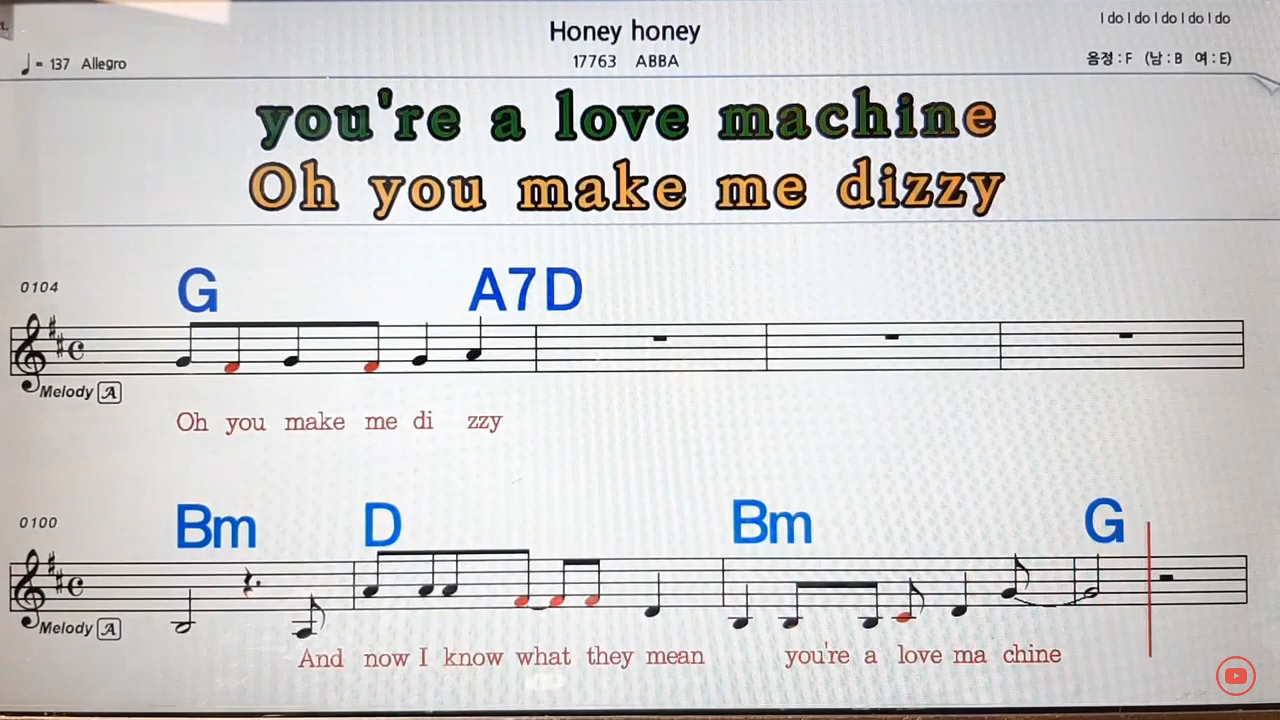 Honey honey
I do I do I do I do I do
♩= 137 Allegro
17763 ABBA
음정 : F (남 : B 여 : E)
you're a love machine
Oh you make me dizzy
0104
G A7 D
Melody A
Oh you make me di zzy
0100
Bm D Bm G
Melody A
And now I know what they mean you're a love ma chine